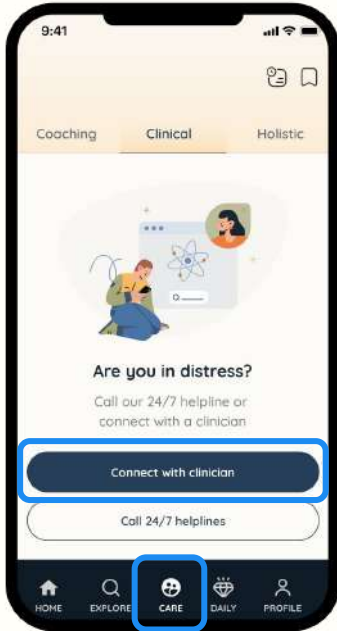 9:41
Coaching Clinical Holistic
Are you in distress?
Call our 24/7 helpline or
connect with a clinician
Connect with clinician
Call 24/7 helplines
HOME EXPLORE CARE DAILY PROFILE